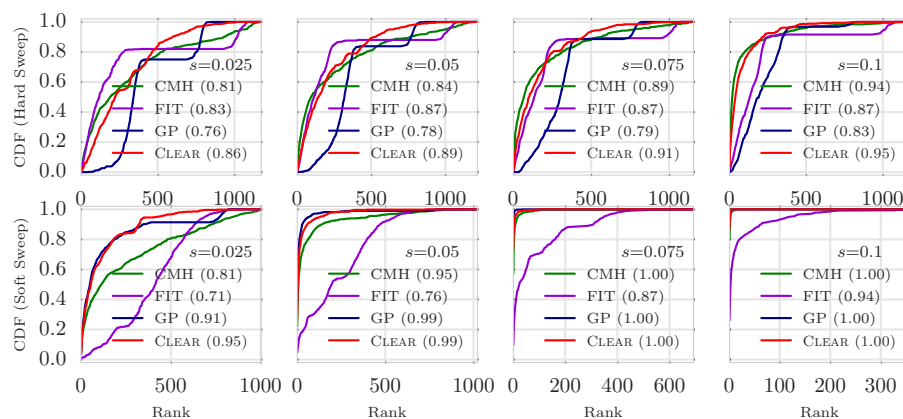 CDF (Hard Sweep)
1.0
0.8
0.6
0.4
0.2
0.0
s=0.025
CMH (0.81)
FIT (0.83)
GP (0.76)
CLEAR (0.86)
s=0.05
CMH (0.84)
FIT (0.87)
GP (0.78)
CLEAR (0.89)
s=0.075
CMH (0.89)
FIT (0.87)
GP (0.79)
CLEAR (0.91)
s=0.1
CMH (0.94)
FIT (0.87)
GP (0.83)
CLEAR (0.95)
0 500 1000
0 500 1000
0 500 1000
0 500 1000
CDF (Soft Sweep)
1.0
0.8
0.6
0.4
0.2
0.0
s=0.025
CMH (0.81)
FIT (0.71)
GP (0.91)
CLEAR (0.95)
s=0.05
CMH (0.95)
FIT (0.76)
GP (0.99)
CLEAR (0.99)
s=0.075
CMH (1.00)
FIT (0.87)
GP (1.00)
CLEAR (1.00)
s=0.1
CMH (1.00)
FIT (0.94)
GP (1.00)
CLEAR (1.00)
0 500 1000
0 500 1000
0 200 400 600
0 100 200 300
Rank Rank Rank Rank